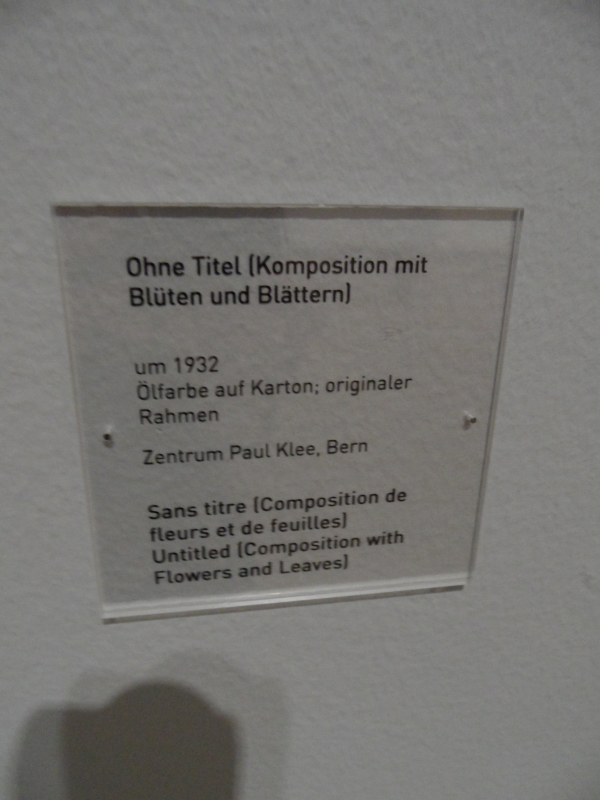 Ohne Titel (Komposition mit
Blüten und Blättern)
um 1932
Ölfarbe auf Karton; originaler
Rahmen
Zentrum Paul Klee, Bern
Sans titre (Composition de
fleurs et de feuilles)
Untitled (Composition with
Flowers and Leaves)